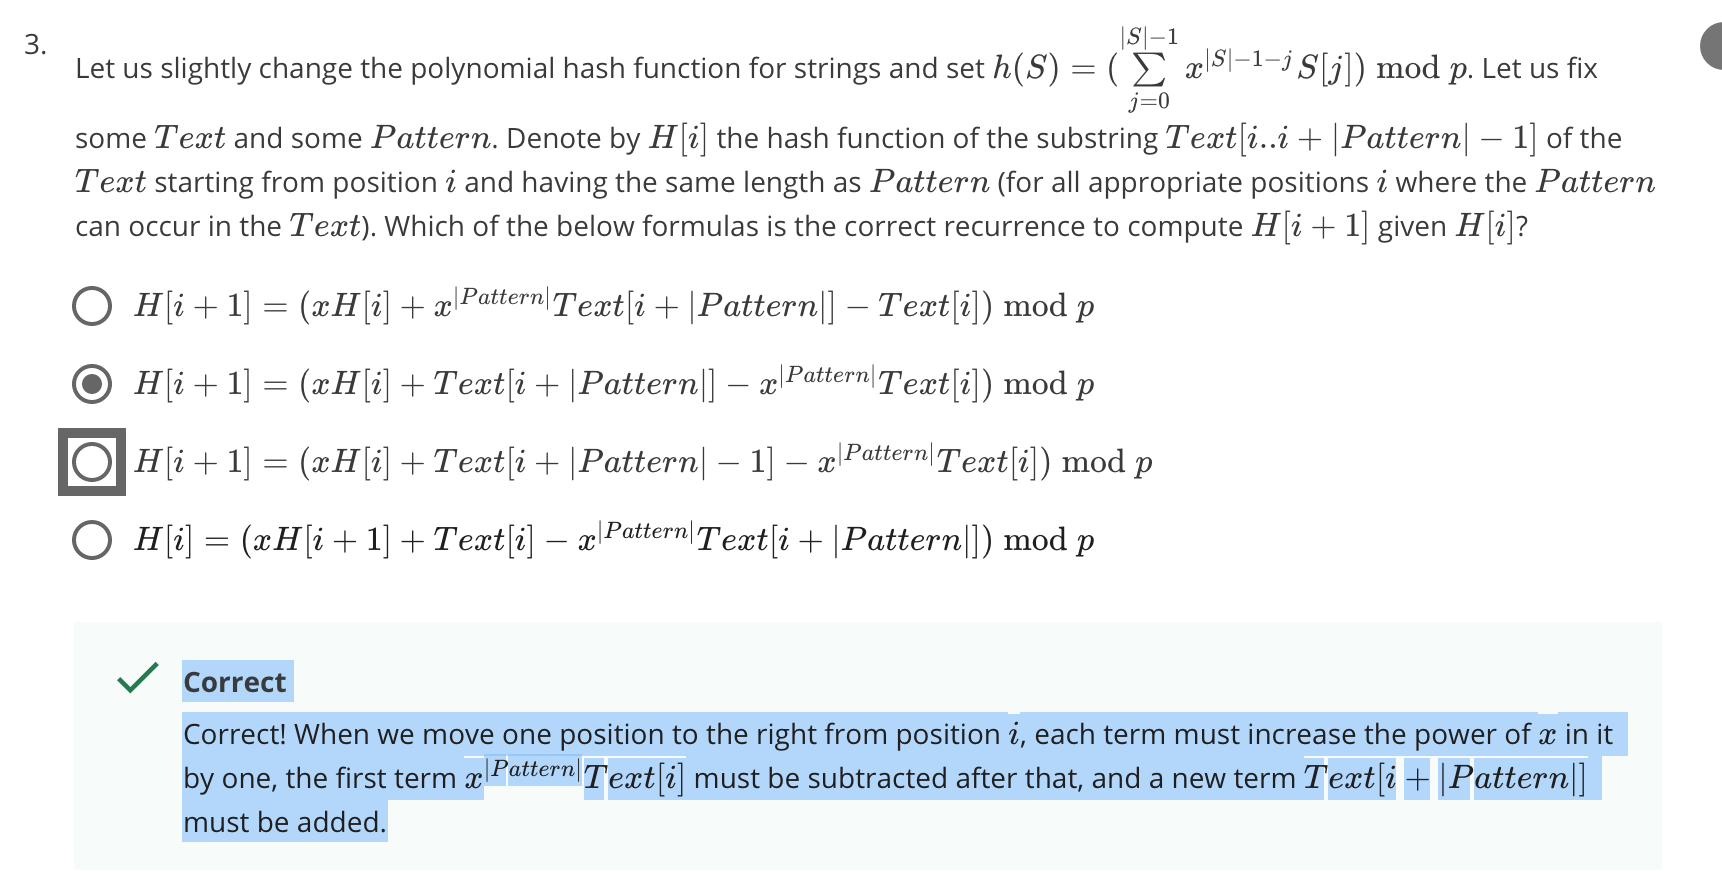 3.
Let us slightly change the polynomial hash function for strings and set $h(S) = (\sum_{j=0}^{|S|-1} x^{|S|-1-j} S[j]) \bmod p$. Let us fix
some $Text$ and some $Pattern$. Denote by $H[i]$ the hash function of the substring $Text[i..i + |Pattern| - 1]$ of the
$Text$ starting from position $i$ and having the same length as $Pattern$ (for all appropriate positions $i$ where the $Pattern$
can occur in the $Text$). Which of the below formulas is the correct recurrence to compute $H[i + 1]$ given $H[i]$?
$H[i + 1] = (xH[i] + x^{|Pattern|}Text[i + |Pattern|] - Text[i]) \bmod p$
$H[i + 1] = (xH[i] + Text[i + |Pattern|] - x^{|Pattern|}Text[i]) \bmod p$
$H[i + 1] = (xH[i] + Text[i + |Pattern| - 1] - x^{|Pattern|}Text[i]) \bmod p$
$H[i] = (xH[i + 1] + Text[i] - x^{|Pattern|}Text[i + |Pattern|]) \bmod p$
Correct
Correct! When we move one position to the right from position $i$, each term must increase the power of $x$ in it
by one, the first term $x^{|Pattern|}Text[i]$ must be subtracted after that, and a new term $Text[i + |Pattern|]$
must be added.